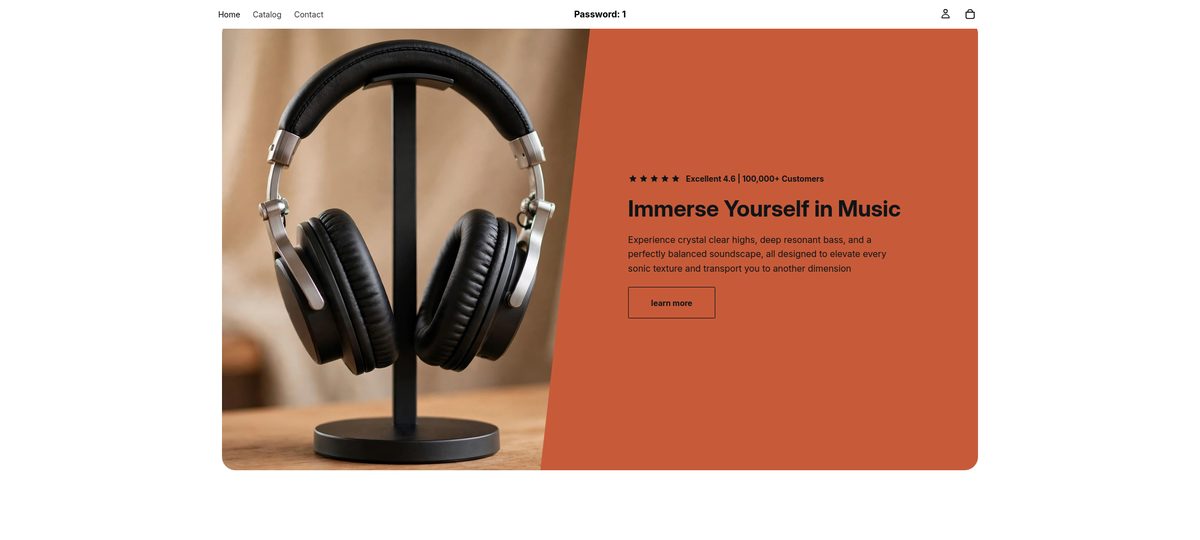 Home Catalog Contact Password: 1
★★★★★ Excellent 4.6 | 100,000+ Customers
Immerse Yourself in Music
Experience crystal clear highs, deep resonant bass, and a
perfectly balanced soundscape, all designed to elevate every
sonic texture and transport you to another dimension
learn more